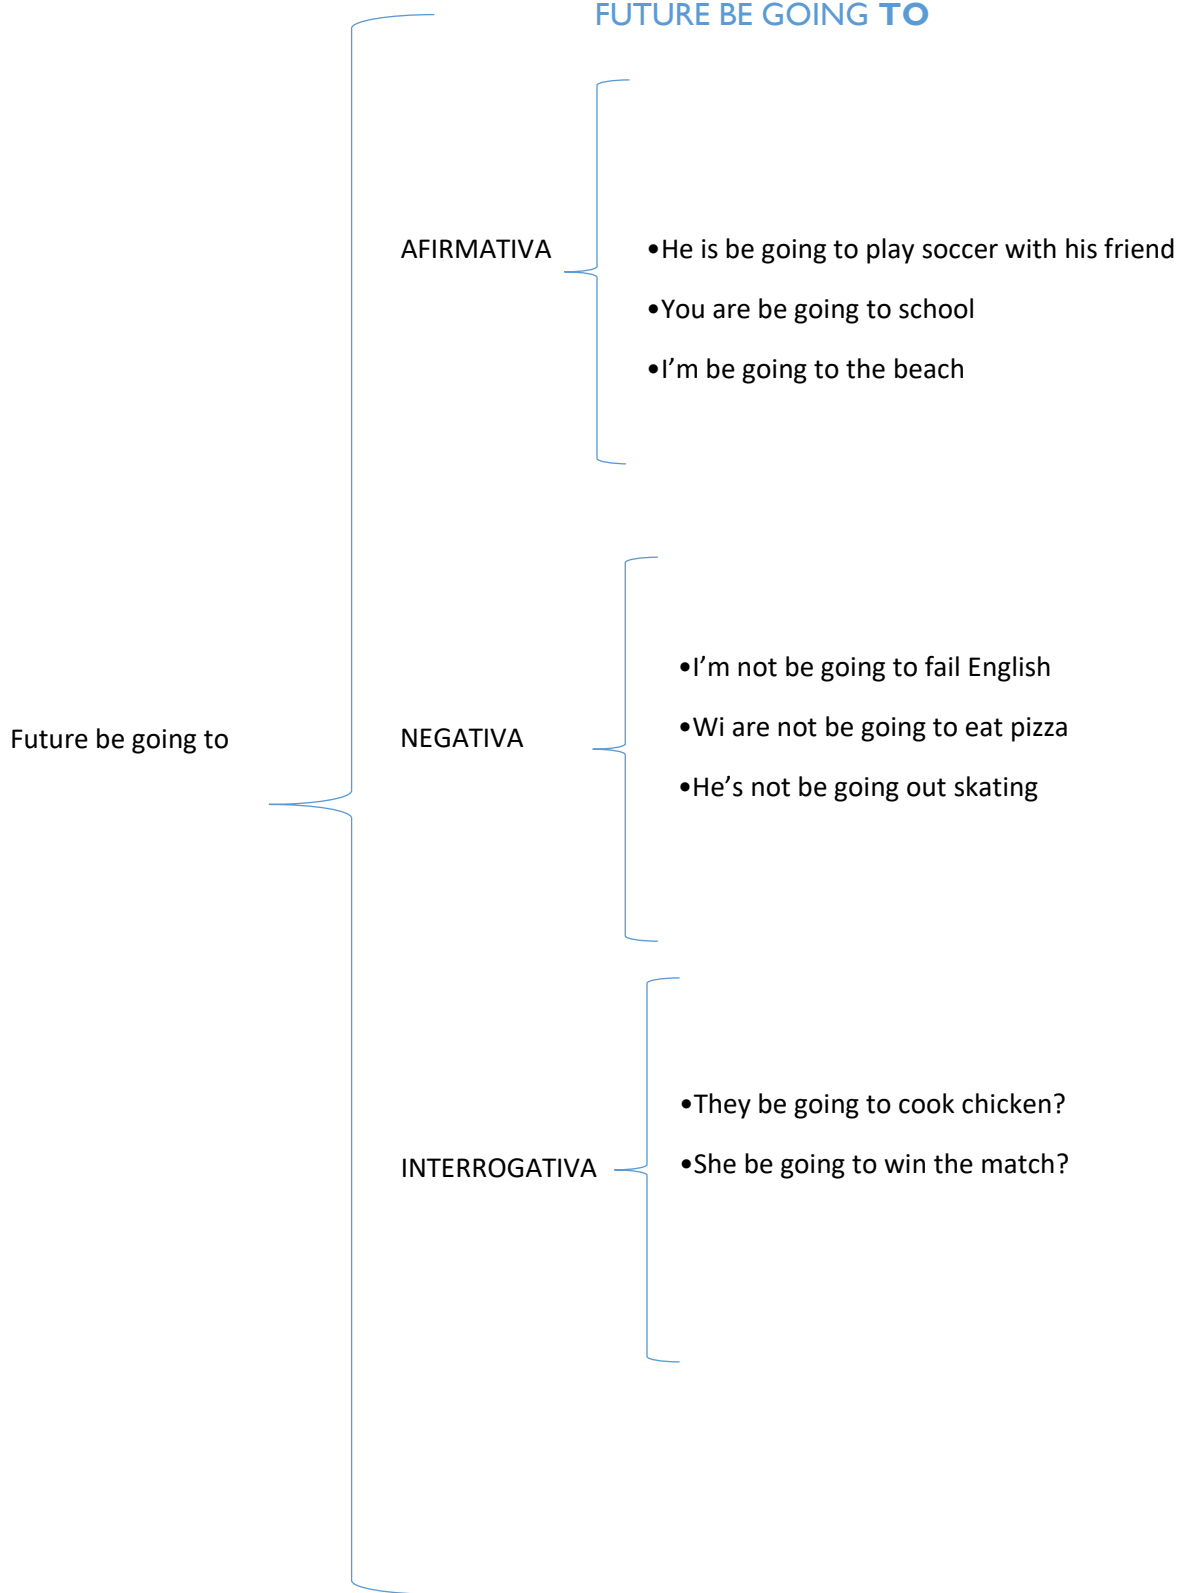 FUTURE BE GOING TO
Future be going to
AFIRMATIVA
•He is be going to play soccer with his friend
•You are be going to school
•I’m be going to the beach
NEGATIVA
•I’m not be going to fail English
•Wi are not be going to eat pizza
•He’s not be going out skating
INTERROGATIVA
•They be going to cook chicken?
•She be going to win the match?